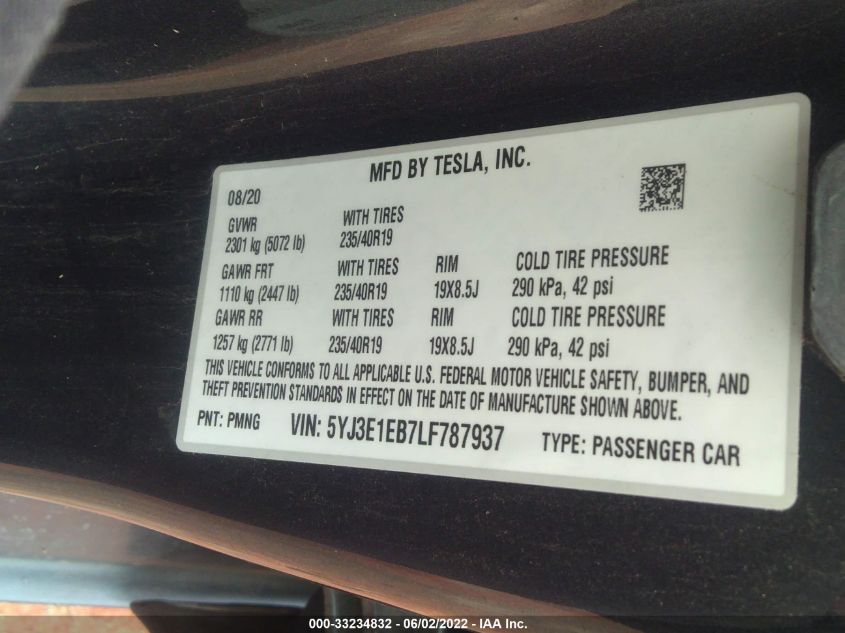 MFD BY TESLA, INC.
08/20
GVWR WITH TIRES
2301 kg (5072 lb) 235/40R19
GAWR FRT WITH TIRES RIM COLD TIRE PRESSURE
1110 kg (2447 lb) 235/40R19 19X8.5J 290 kPa, 42 psi
GAWR RR WITH TIRES RIM COLD TIRE PRESSURE
1257 kg (2771 lb) 235/40R19 19X8.5J 290 kPa, 42 psi
THIS VEHICLE CONFORMS TO ALL APPLICABLE U.S. FEDERAL MOTOR VEHICLE SAFETY, BUMPER, AND
THEFT PREVENTION STANDARDS IN EFFECT ON THE DATE OF MANUFACTURE SHOWN ABOVE.
PNT: PMNG VIN: 5YJ3E1EB7LF787937 TYPE: PASSENGER CAR
000-33234832 - 06/02/2022 - IAA Inc.